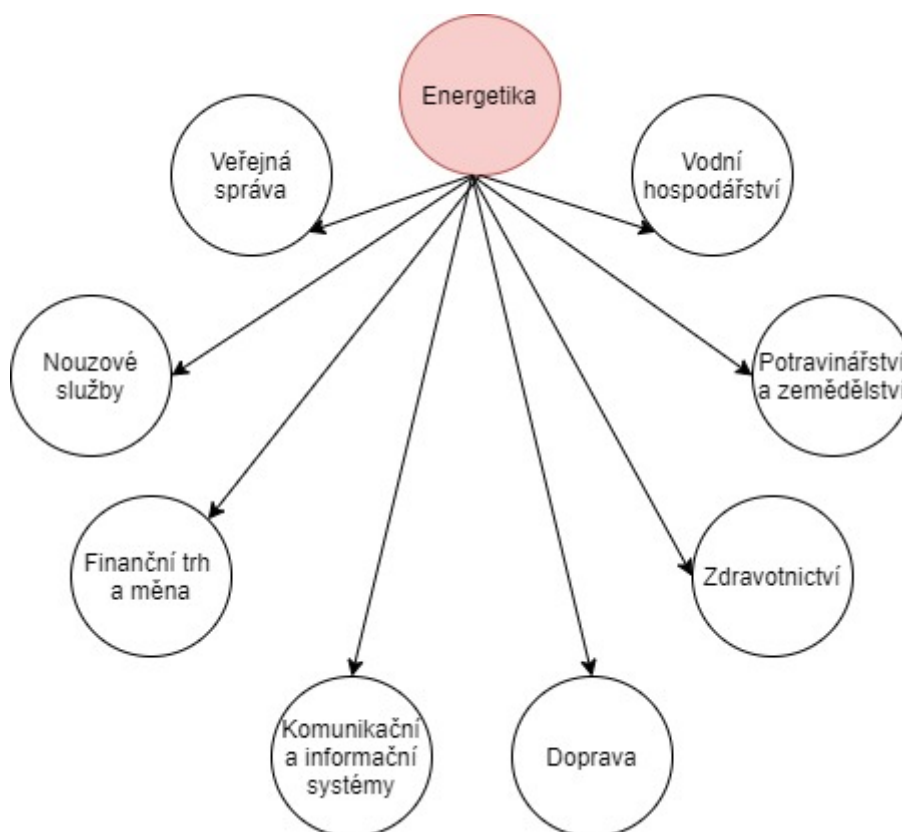 Energetika
Veřejná
správa
Vodní
hospodářství
Nouzové
služby
Potravinářství
a zemědělství
Finanční trh
a měna
Zdravotnictví
Komunikační
a informační
systémy
Doprava